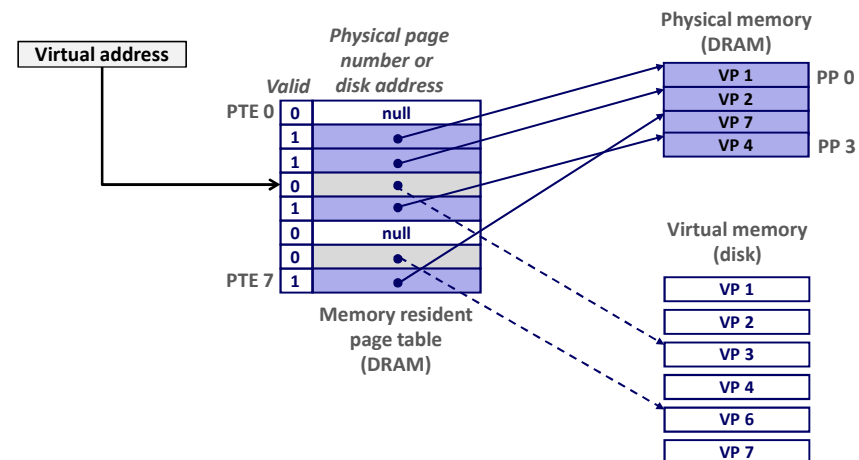 Virtual address
Physical page
number or
disk address
Valid
PTE 0
0
null
1
1
0
1
0
null
0
PTE 7
1
Memory resident
page table
(DRAM)
Physical memory
(DRAM)
VP 1
PP 0
VP 2
VP 7
VP 4
PP 3
Virtual memory
(disk)
VP 1
VP 2
VP 3
VP 4
VP 6
VP 7